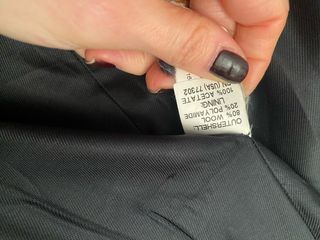 OUTERSHELL:
80% WOOL
20% POLYAMIDE
LINING:
100% ACETATE
RN (USA) 77302